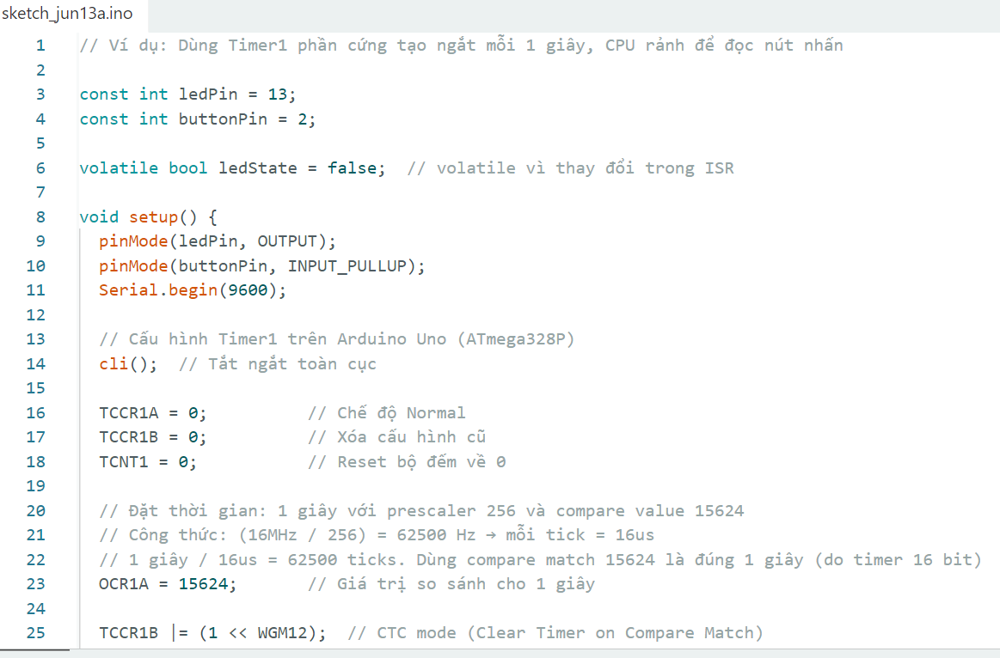 sketch_jun13a.ino
1 // Ví dụ: Dùng Timer1 phần cứng tạo ngắt mỗi 1 giây, CPU rảnh để đọc nút nhấn
2
3 const int ledPin = 13;
4 const int buttonPin = 2;
5
6 volatile bool ledState = false;  // volatile vì thay đổi trong ISR
7
8 void setup() {
9   pinMode(ledPin, OUTPUT);
10   pinMode(buttonPin, INPUT_PULLUP);
11   Serial.begin(9600);
12
13   // Cấu hình Timer1 trên Arduino Uno (ATmega328P)
14   cli();  // Tắt ngắt toàn cục
15
16   TCCR1A = 0;          // Chế độ Normal
17   TCCR1B = 0;          // Xóa cấu hình cũ
18   TCNT1 = 0;           // Reset bộ đếm về 0
19
20   // Đặt thời gian: 1 giây với prescaler 256 và compare value 15624
21   // Công thức: (16MHz / 256) = 62500 Hz → mỗi tick = 16us
22   // 1 giây / 16us = 62500 ticks. Dùng compare match 15624 là đúng 1 giây (do timer 16 bit)
23   OCR1A = 15624;       // Giá trị so sánh cho 1 giây
24
25   TCCR1B |= (1 << WGM12);  // CTC mode (Clear Timer on Compare Match)